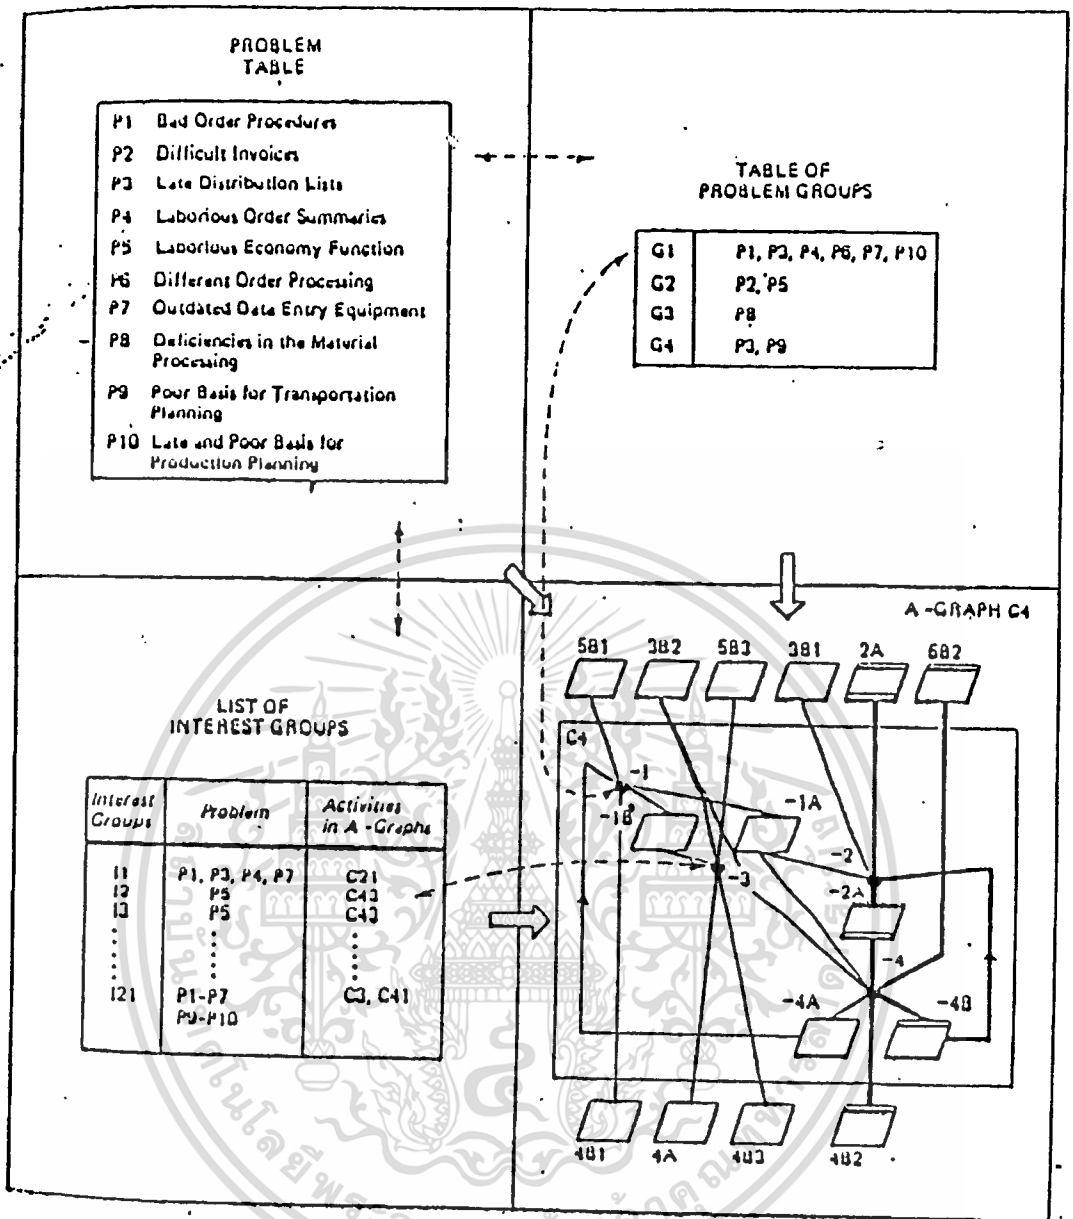 PROBLEM
TABLE
P1 Bad Order Procedures
P2 Difficult Invoices
P3 Late Distribution Lists
P4 Laborious Order Summaries
P5 Laborious Economy Function
P6 Different Order Processing
P7 Outdated Data Entry Equipment
P8 Deficiencies in the Material
Processing
P9 Poor Basis for Transportation
Planning
P10 Late and Poor Basis for
Production Planning
TABLE OF
PROBLEM GROUPS
G1 P1, P3, P4, P6, P7, P10
G2 P2, P5
G3 P8
G4 P3, P9
LIST OF
INTEREST GROUPS
Interest
Groups
Problem
Activities
in A-Graphs
I1 P1, P3, P4, P7 C21
I2 P5 C43
I3 P5 C43
I21 P1-P7 C3, C41
P9-P10
A-GRAPH C4
5B1 3B2 5B3 3B1 2A 6B2
C4
-1
-1B
-1A
-2
-3
-2A
-4
-4A
-4B
4B1 4A 4B3 4B2